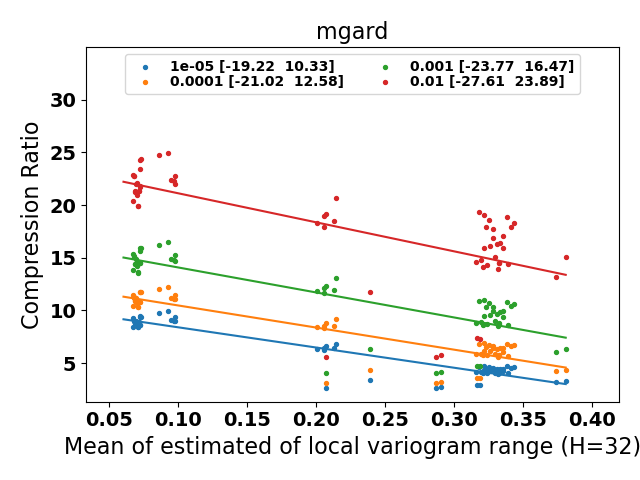 mgard
1e-05 [-19.22  10.33]
0.0001 [-21.02  12.58]
0.001 [-23.77  16.47]
0.01 [-27.61  23.89]
Compression Ratio
30
25
20
15
10
5
0.05 0.10 0.15 0.20 0.25 0.30 0.35 0.40
Mean of estimated of local variogram range (H=32)